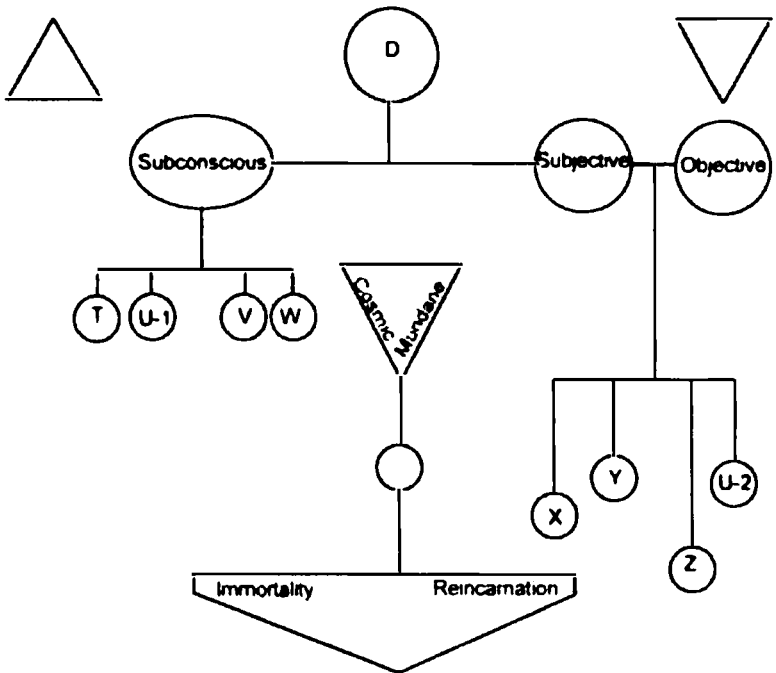 D
Subconscious
Subjective
Objective
T
U-1
V
W
Cosmic
Mundane
X
Y
Z
U-2
Immortality
Reincarnation